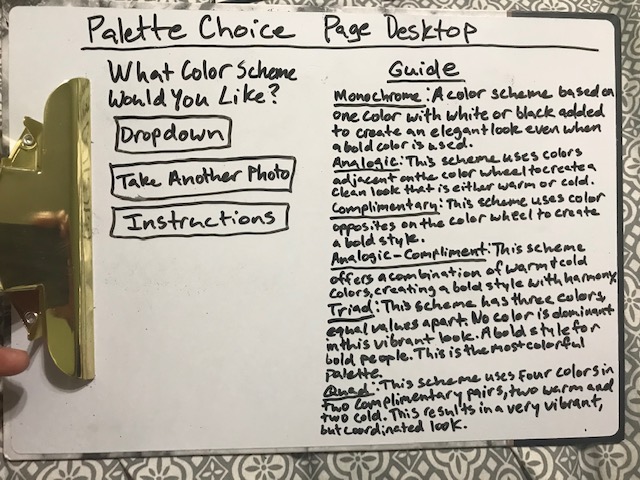 Palette Choice Page Desktop
What Color Scheme
Would You Like?
Dropdown
Take Another Photo
Instructions
Guide
Monochrome: A color scheme based on
one color with white or black added
to create an elegant look even when
a bold color is used.
Analogic: This scheme uses colors
adjacent on the color wheel to create a
clean look that is either warm or cold.
Complimentary: This scheme uses color
opposites on the color wheel to create
a bold style.
Analogic-Compliment: This scheme
offers a combination of warm + cold
colors, creating a bold style with harmony.
Triad: This scheme has three colors,
equal values apart. No color is dominant
in this vibrant look. A bold style for
bold people. This is the most colorful
palette.
Quad: This scheme uses four colors in
two complimentary pairs, two warm and
two cold. This results in a very vibrant,
but coordinated look.